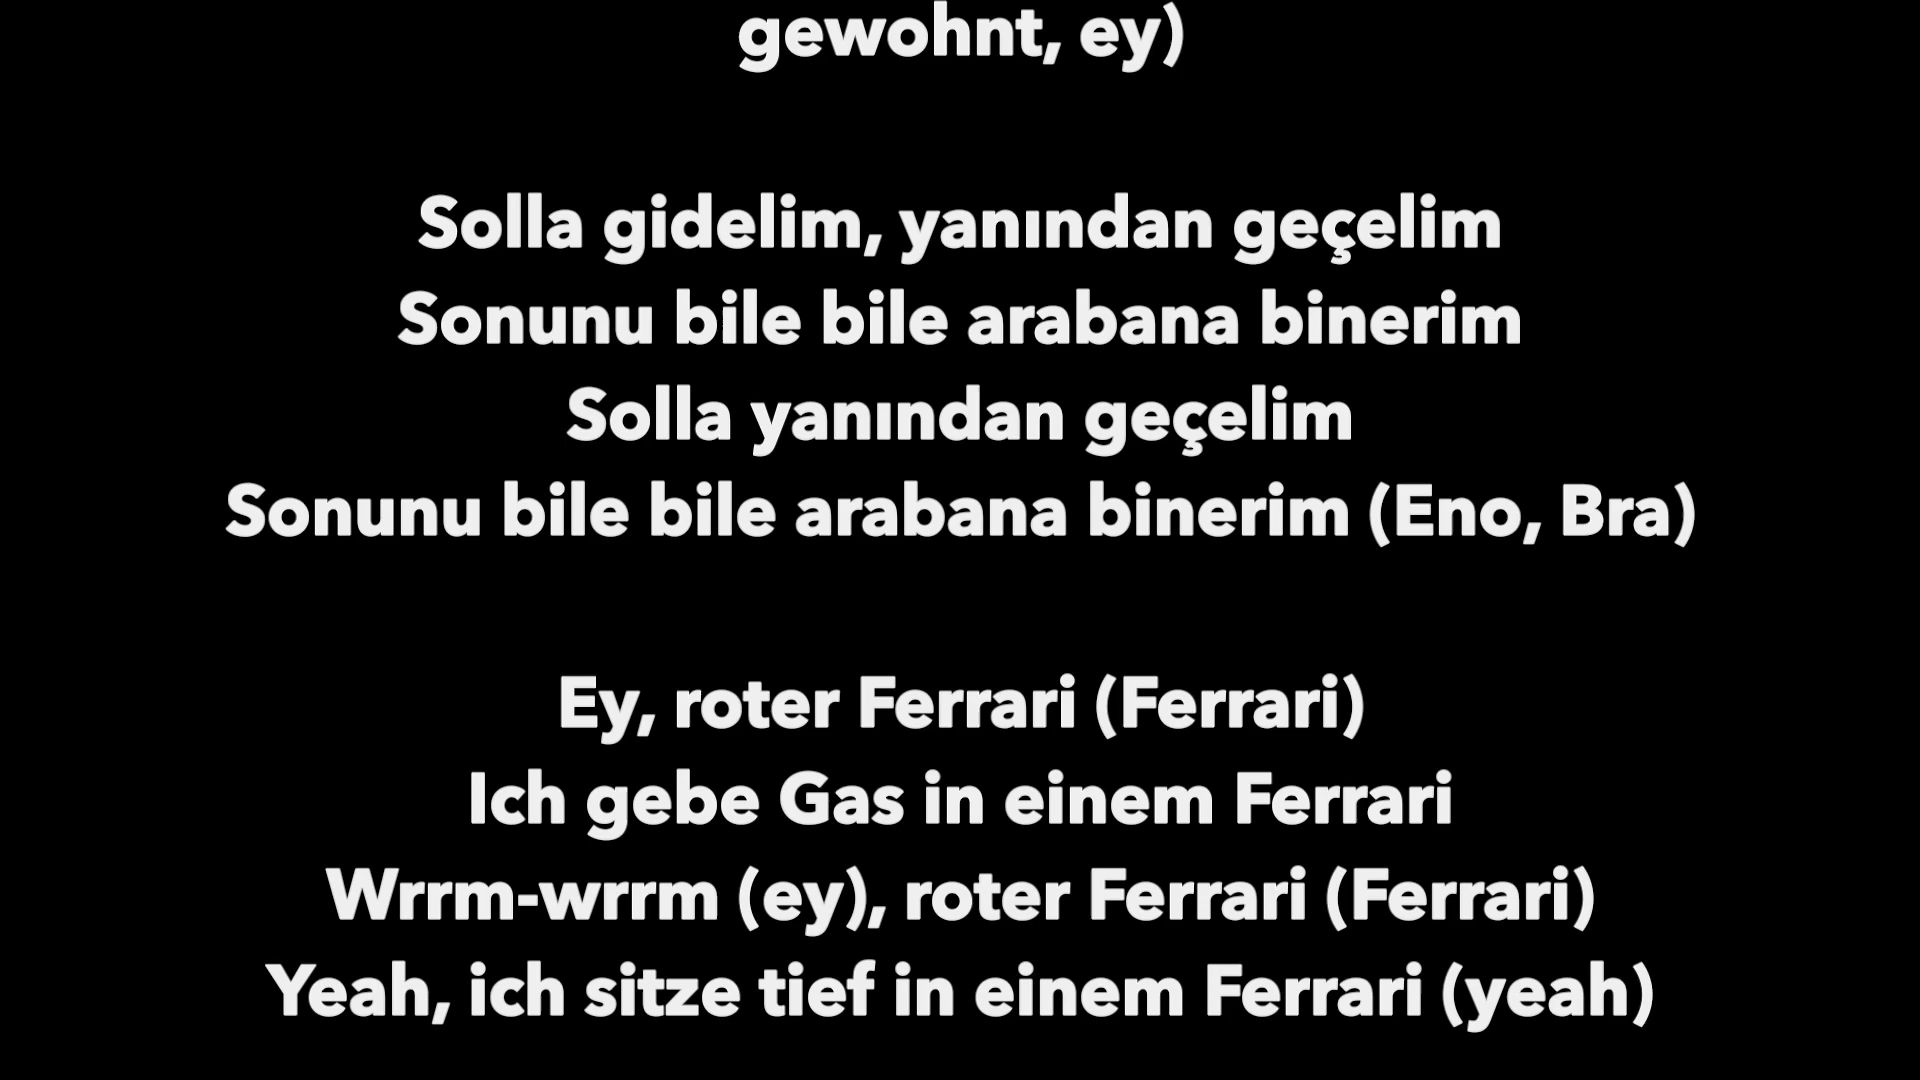 gewohnt, ey)
Solla gidelim, yanından geçelim
Sonunu bile bile arabana binerim
Solla yanından geçelim
Sonunu bile bile arabana binerim (Eno, Bra)
Ey, roter Ferrari (Ferrari)
Ich gebe Gas in einem Ferrari
Wrrm-wrrm (ey), roter Ferrari (Ferrari)
Yeah, ich sitze tief in einem Ferrari (yeah)